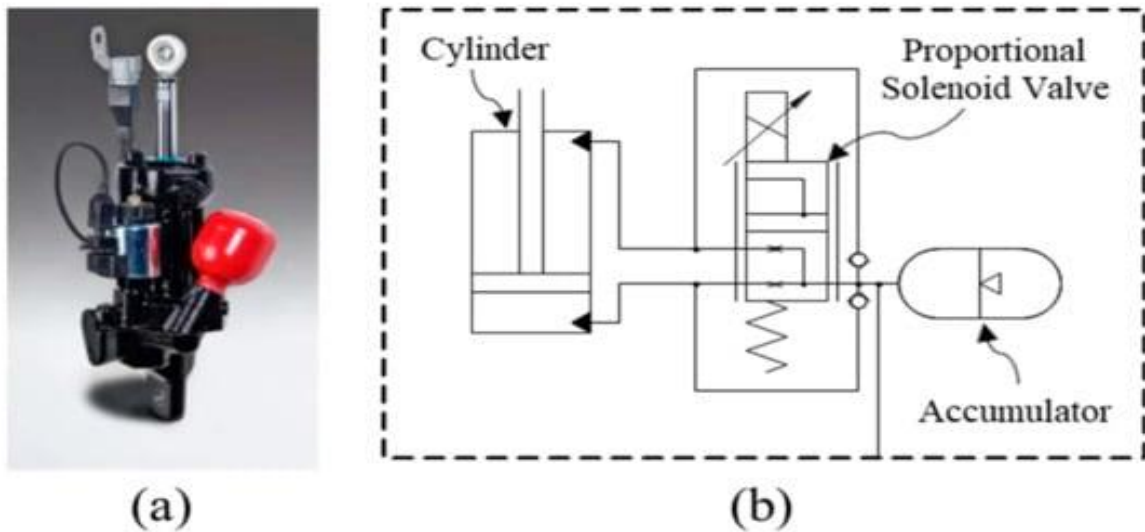 Cylinder
Proportional
Solenoid Valve
Accumulator
(a)
(b)